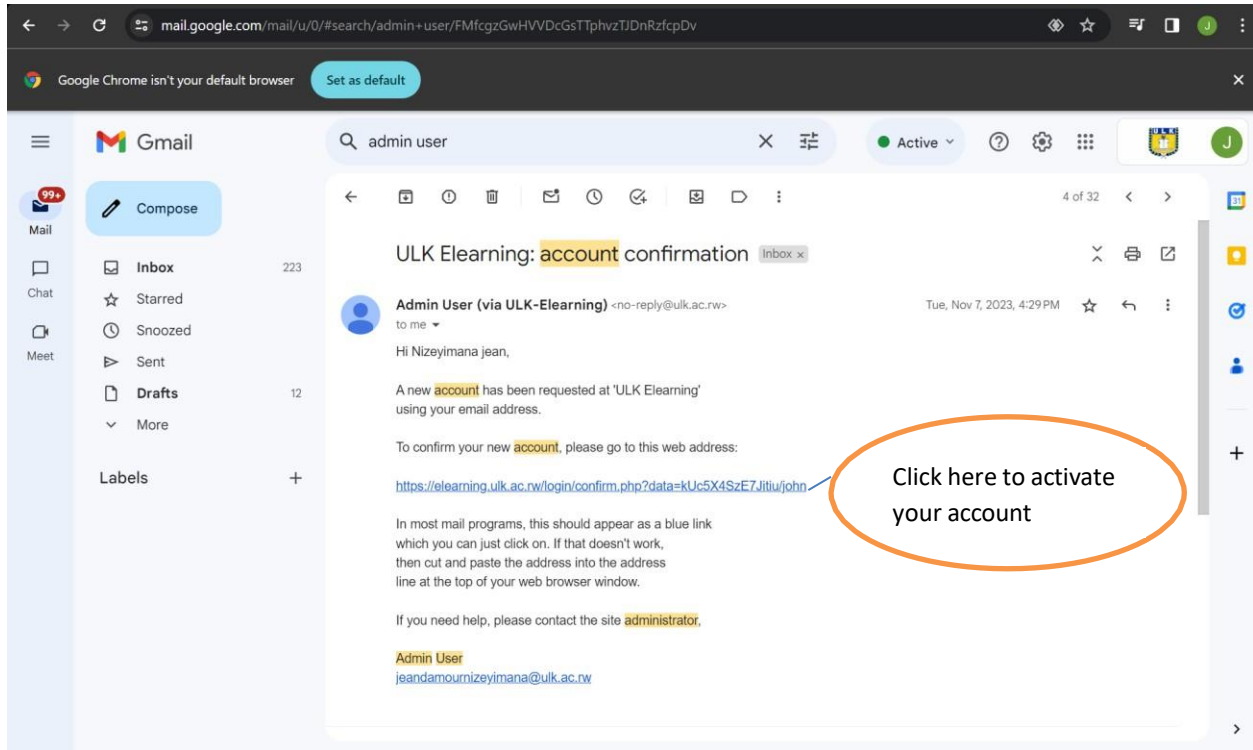 mail.google.com/mail/u/0/#search/admin+user/FMfcgzGwHVVDcGsTTphvzTJDnRzfcpDv
J
Google Chrome isn't your default browser
Set as default
Gmail
admin user
Active
ULK
J
99+
Mail
Chat
Meet
Compose
Inbox 223
Starred
Snoozed
Sent
Drafts 12
More
Labels
4 of 32
31
ULK Elearning: account confirmation Inbox x
Admin User (via ULK-Elearning) <no-reply@ulk.ac.rw>
Tue, Nov 7, 2023, 4:29 PM
to me
Hi Nizeyimana jean,
A new account has been requested at 'ULK Elearning'
using your email address.
To confirm your new account, please go to this web address:
https://elearning.ulk.ac.rw/login/confirm.php?data=kUc5X4SzE7Jitiu/john
Click here to activate
your account
In most mail programs, this should appear as a blue link
which you can just click on. If that doesn't work,
then cut and paste the address into the address
line at the top of your web browser window.
If you need help, please contact the site administrator,
Admin User
jeandamournizeyimana@ulk.ac.rw